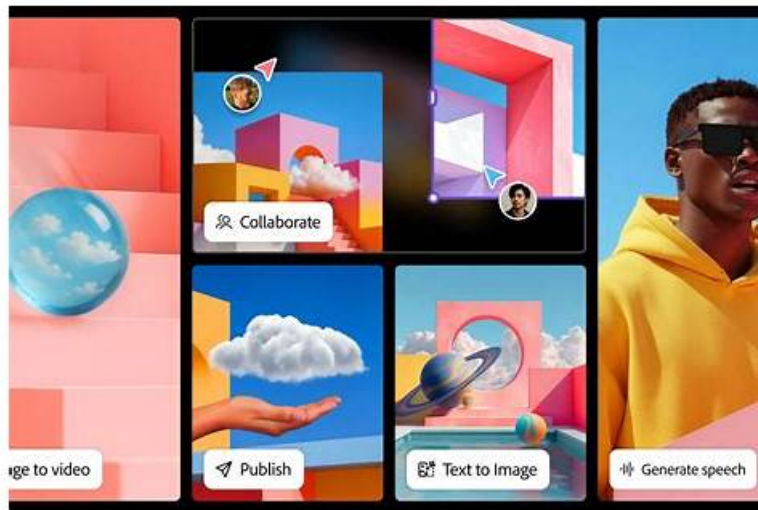 Collaborate
ge to video
Publish
Text to Image
Generate speech